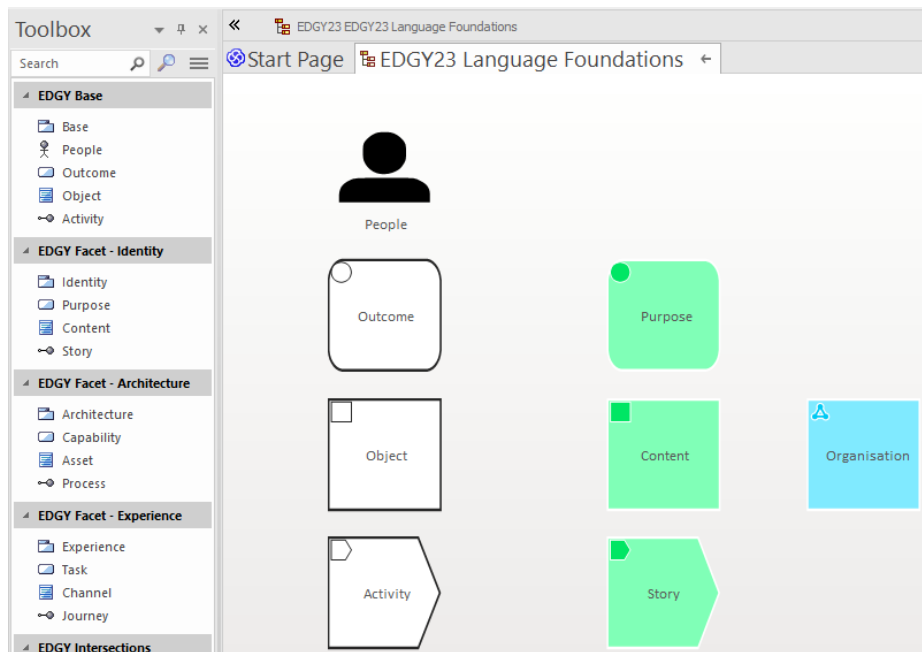 Toolbox
Search
EDGY Base
Base
People
Outcome
Object
Activity
EDGY Facet - Identity
Identity
Purpose
Content
Story
EDGY Facet - Architecture
Architecture
Capability
Asset
Process
EDGY Facet - Experience
Experience
Task
Channel
Journey
EDGY Intersections
EDGY23 EDGY23 Language Foundations
Start Page
EDGY23 Language Foundations
People
Outcome
Purpose
Object
Content
Organisation
Activity
Story